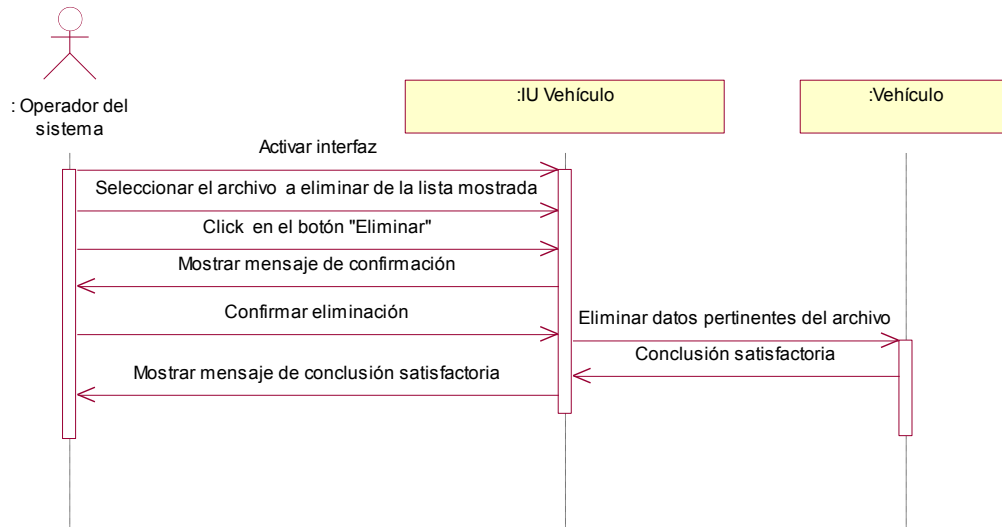 : Operador del
sistema
:IU Vehículo
:Vehículo
Activar interfaz
Seleccionar el archivo a eliminar de la lista mostrada
Click en el botón "Eliminar"
Mostrar mensaje de confirmación
Confirmar eliminación
Eliminar datos pertinentes del archivo
Conclusión satisfactoria
Mostrar mensaje de conclusión satisfactoria